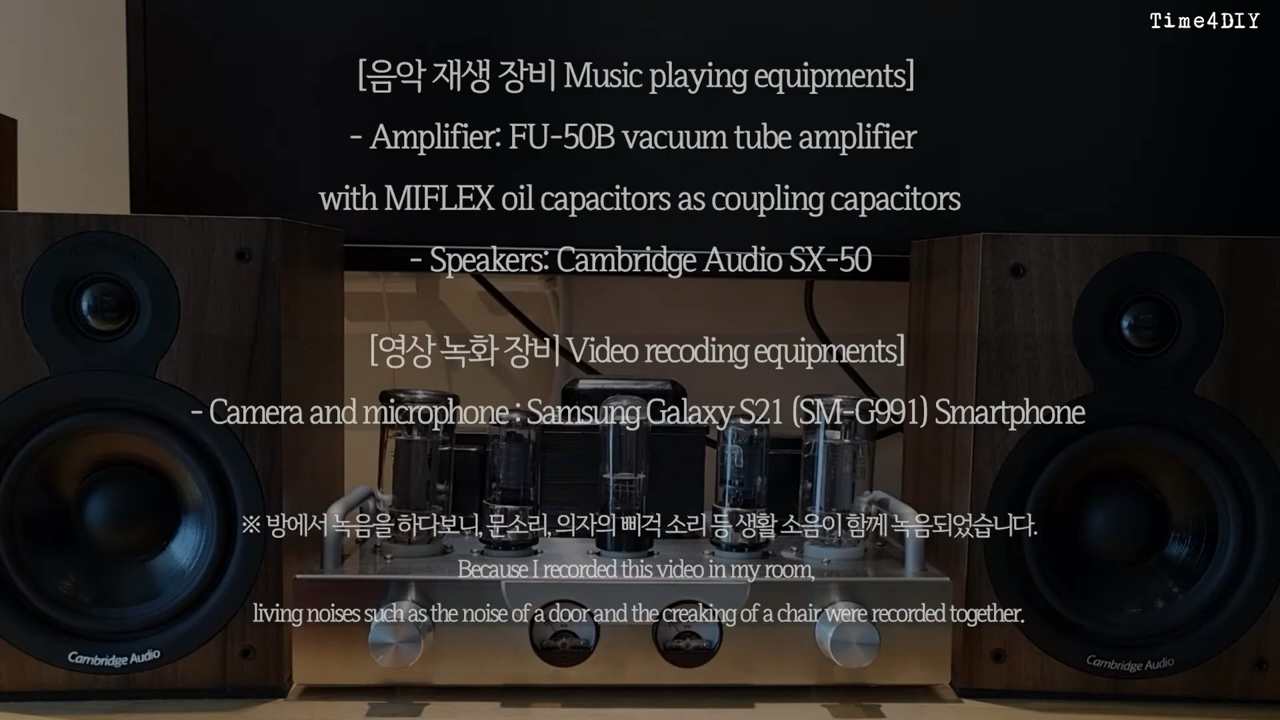 Time4DIY
[음악 재생 장비 Music playing equipments]
- Amplifier: FU-50B vacuum tube amplifier
with MIFLEX oil capacitors as coupling capacitors
- Speakers: Cambridge Audio SX-50
[영상 녹화 장비 Video recoding equipments]
- Camera and microphone : Samsung Galaxy S21 (SM-G991) Smartphone
※ 방에서 녹음을 하다보니, 문소리, 의자의 삐걱 소리 등 생활 소음이 함께 녹음되었습니다.
Because I recorded this video in my room,
living noises such as the noise of a door and the creaking of a chair were recorded together.
Cambridge Audio
Cambridge Audio